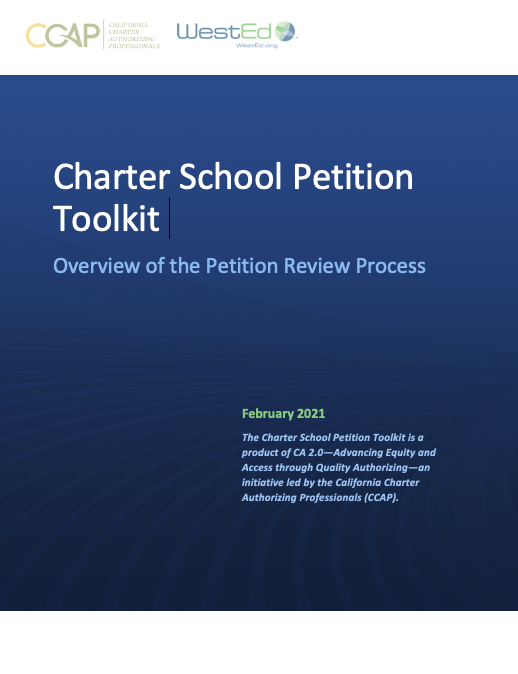 CCAP
CALIFORNIA
CHARTER
AUTHORIZING
PROFESSIONALS
WestEd
WestEd.org
Charter School Petition
Toolkit
Overview of the Petition Review Process
February 2021
The Charter School Petition Toolkit is a
product of CA 2.0—Advancing Equity and
Access through Quality Authorizing—an
initiative led by the California Charter
Authorizing Professionals (CCAP).